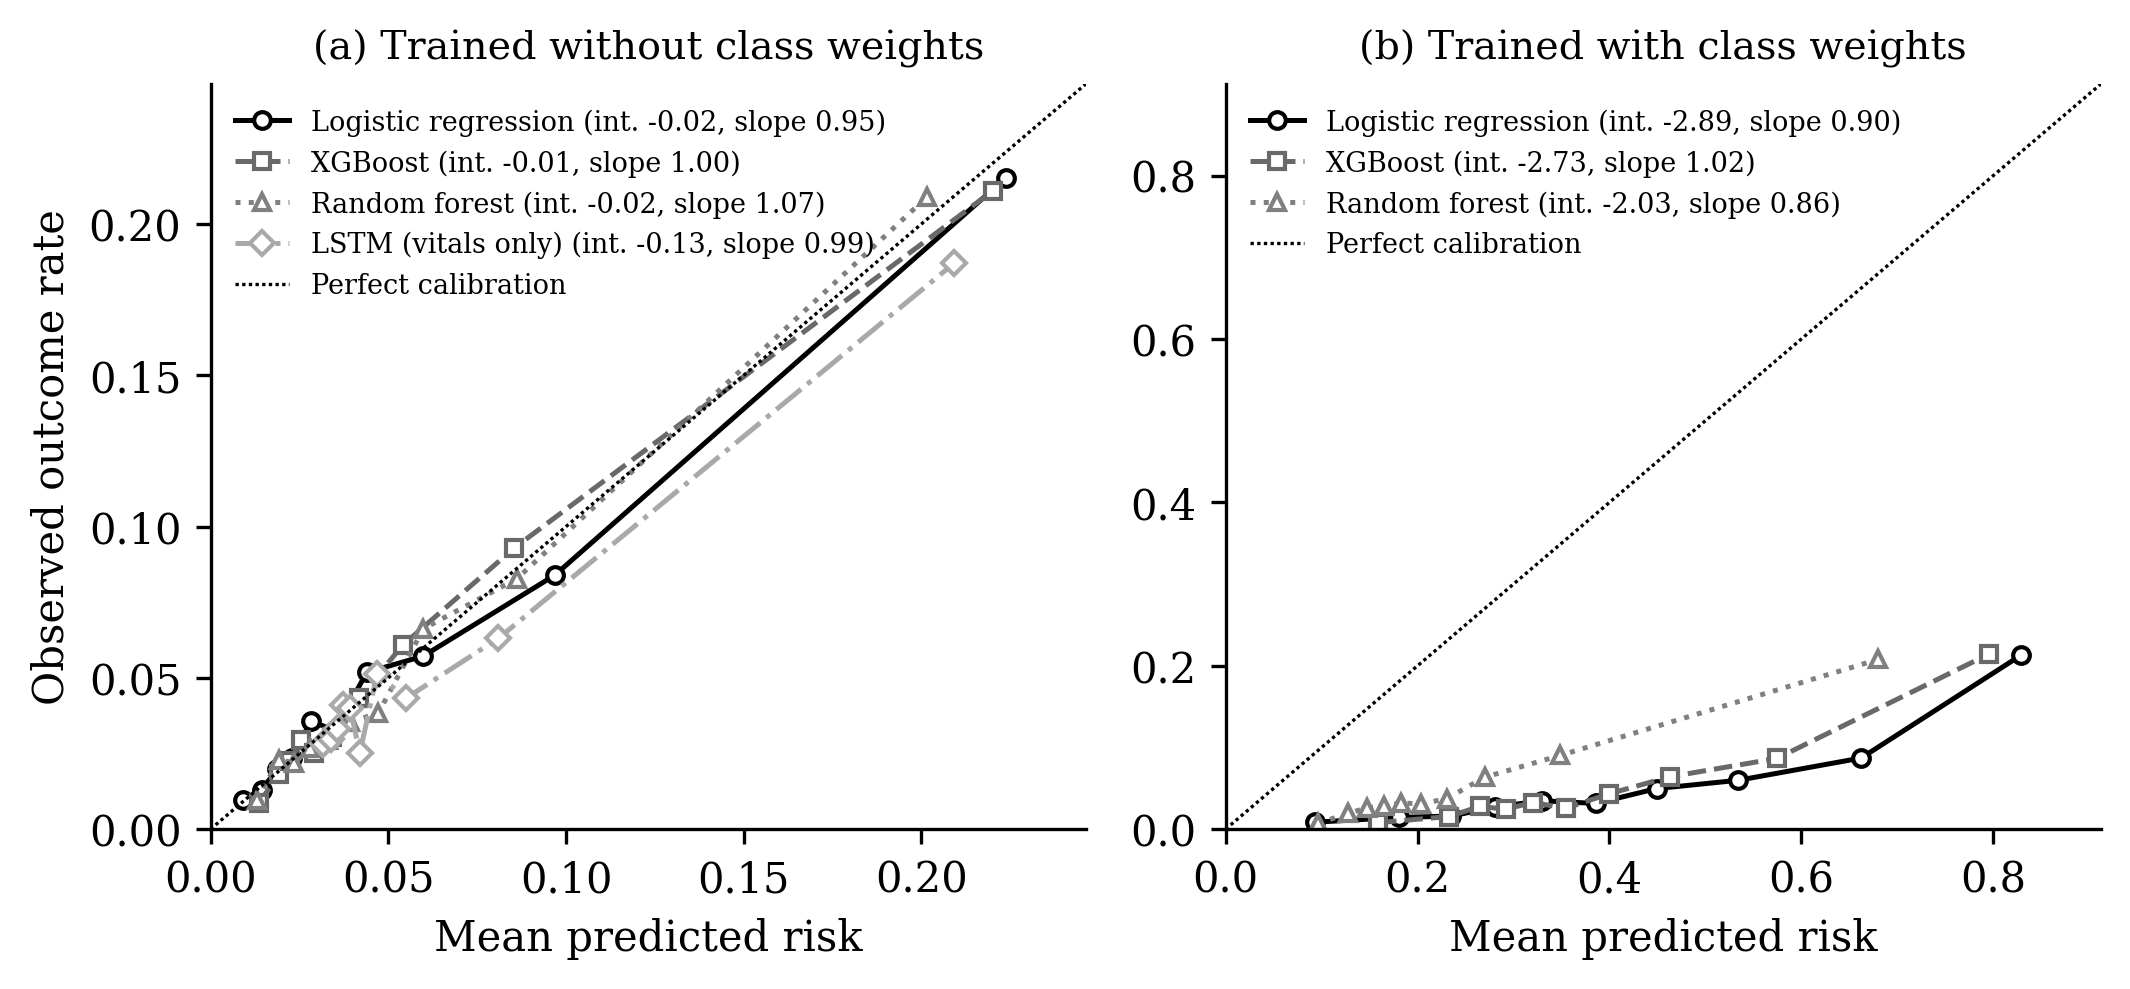 (a) Trained without class weights
Logistic regression (int. -0.02, slope 0.95)
XGBoost (int. -0.01, slope 1.00)
Random forest (int. -0.02, slope 1.07)
LSTM (vitals only) (int. -0.13, slope 0.99)
Perfect calibration
Observed outcome rate
0.20
0.15
0.10
0.05
0.00
0.00 0.05 0.10 0.15 0.20
Mean predicted risk
(b) Trained with class weights
Logistic regression (int. -2.89, slope 0.90)
XGBoost (int. -2.73, slope 1.02)
Random forest (int. -2.03, slope 0.86)
Perfect calibration
0.8
0.6
0.4
0.2
0.0
0.0 0.2 0.4 0.6 0.8
Mean predicted risk